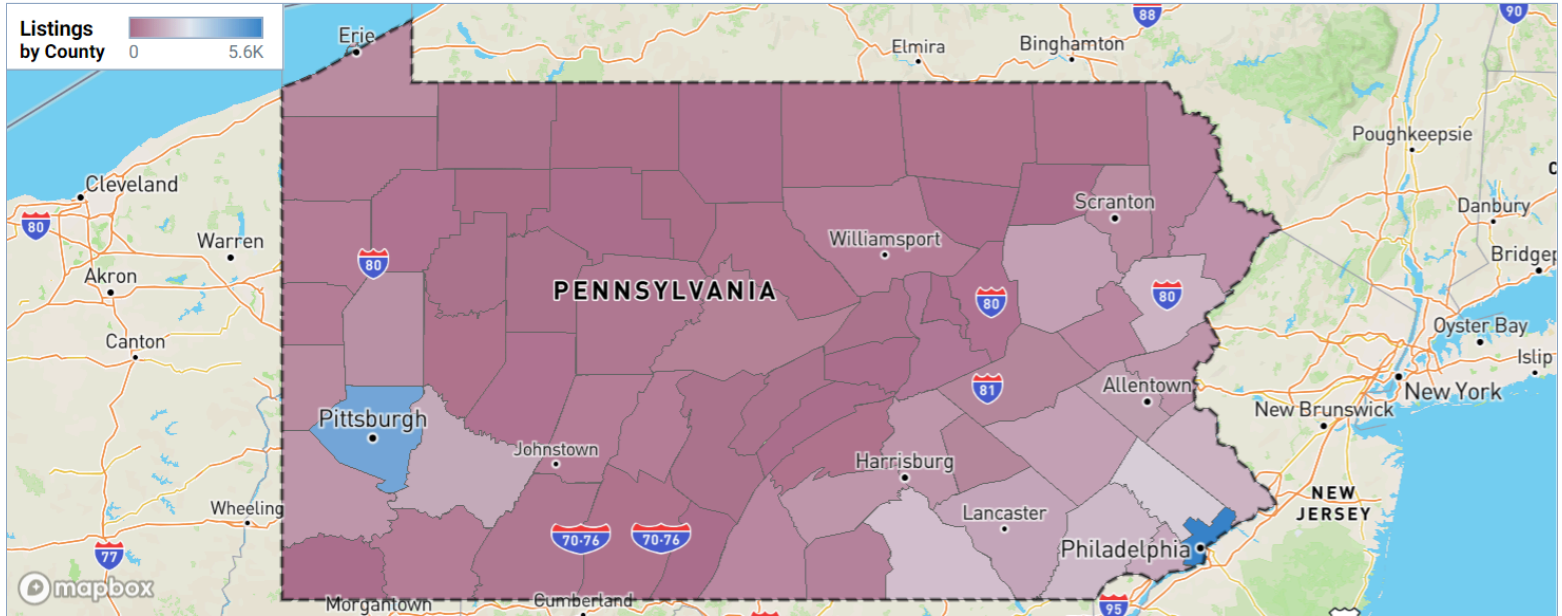 Listings
by County
0
5.6K
88
90
Erie
Elmira
Binghamton
Poughkeepsie
Cleveland
80
Warren
Akron
Scranton
Danbury
Williamsport
80
Bridgep
PENNSYLVANIA
80
80
Canton
Oyster Bay
Islip
81
Allentown
New York
Pittsburgh
New Brunswick
Johnstown
Harrisburg
Wheeling
Lancaster
NEW
JERSEY
77
70-76
70-76
Philadelphia
mapbox
Morgantown
Cumberland
95